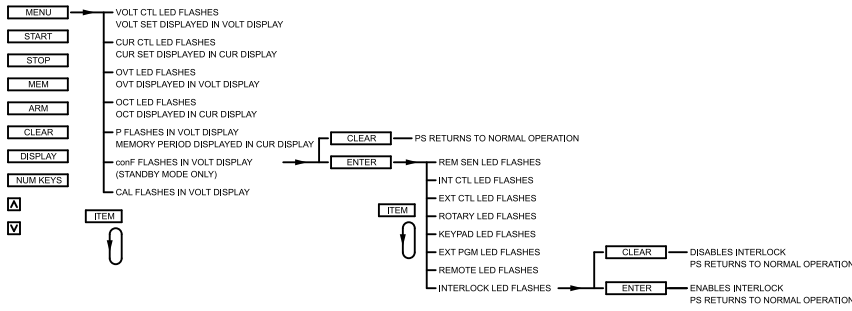 MENU
START
STOP
MEM
ARM
CLEAR
DISPLAY
NUM KEYS
VOLT CTL LED FLASHES
VOLT SET DISPLAYED IN VOLT DISPLAY
CUR CTL LED FLASHES
CUR SET DISPLAYED IN CUR DISPLAY
OVT LED FLASHES
OVT DISPLAYED IN VOLT DISPLAY
OCT LED FLASHES
OCT DISPLAYED IN CUR DISPLAY
P FLASHES IN VOLT DISPLAY
MEMORY PERIOD DISPLAYED IN CUR DISPLAY
conF FLASHES IN VOLT DISPLAY
(STANDBY MODE ONLY)
CAL FLASHES IN VOLT DISPLAY
ITEM
CLEAR
PS RETURNS TO NORMAL OPERATION
ENTER
ITEM
REM SEN LED FLASHES
INT CTL LED FLASHES
EXT CTL LED FLASHES
ROTARY LED FLASHES
KEYPAD LED FLASHES
EXT PGM LED FLASHES
REMOTE LED FLASHES
INTERLOCK LED FLASHES
CLEAR
DISABLES INTERLOCK
PS RETURNS TO NORMAL OPERATION
ENTER
ENABLES INTERLOCK
PS RETURNS TO NORMAL OPERATION